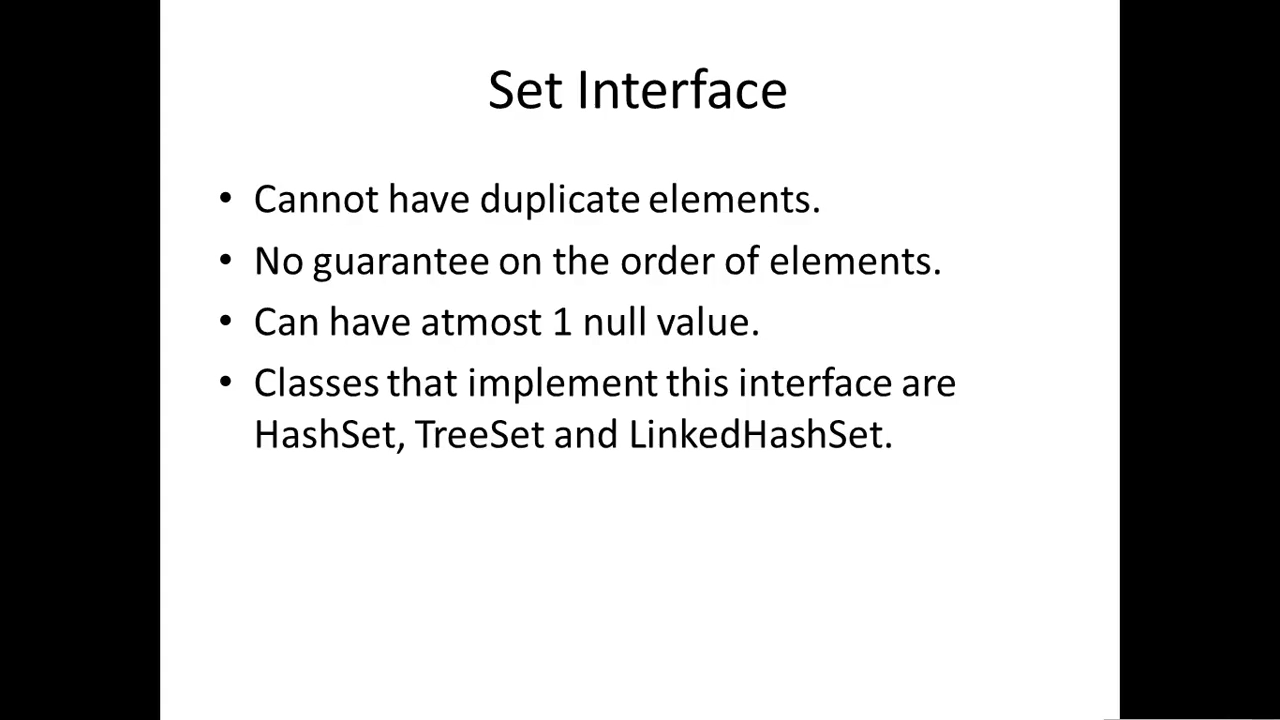 Set Interface
• Cannot have duplicate elements.
• No guarantee on the order of elements.
• Can have atmost 1 null value.
• Classes that implement this interface are
HashSet, TreeSet and LinkedHashSet.